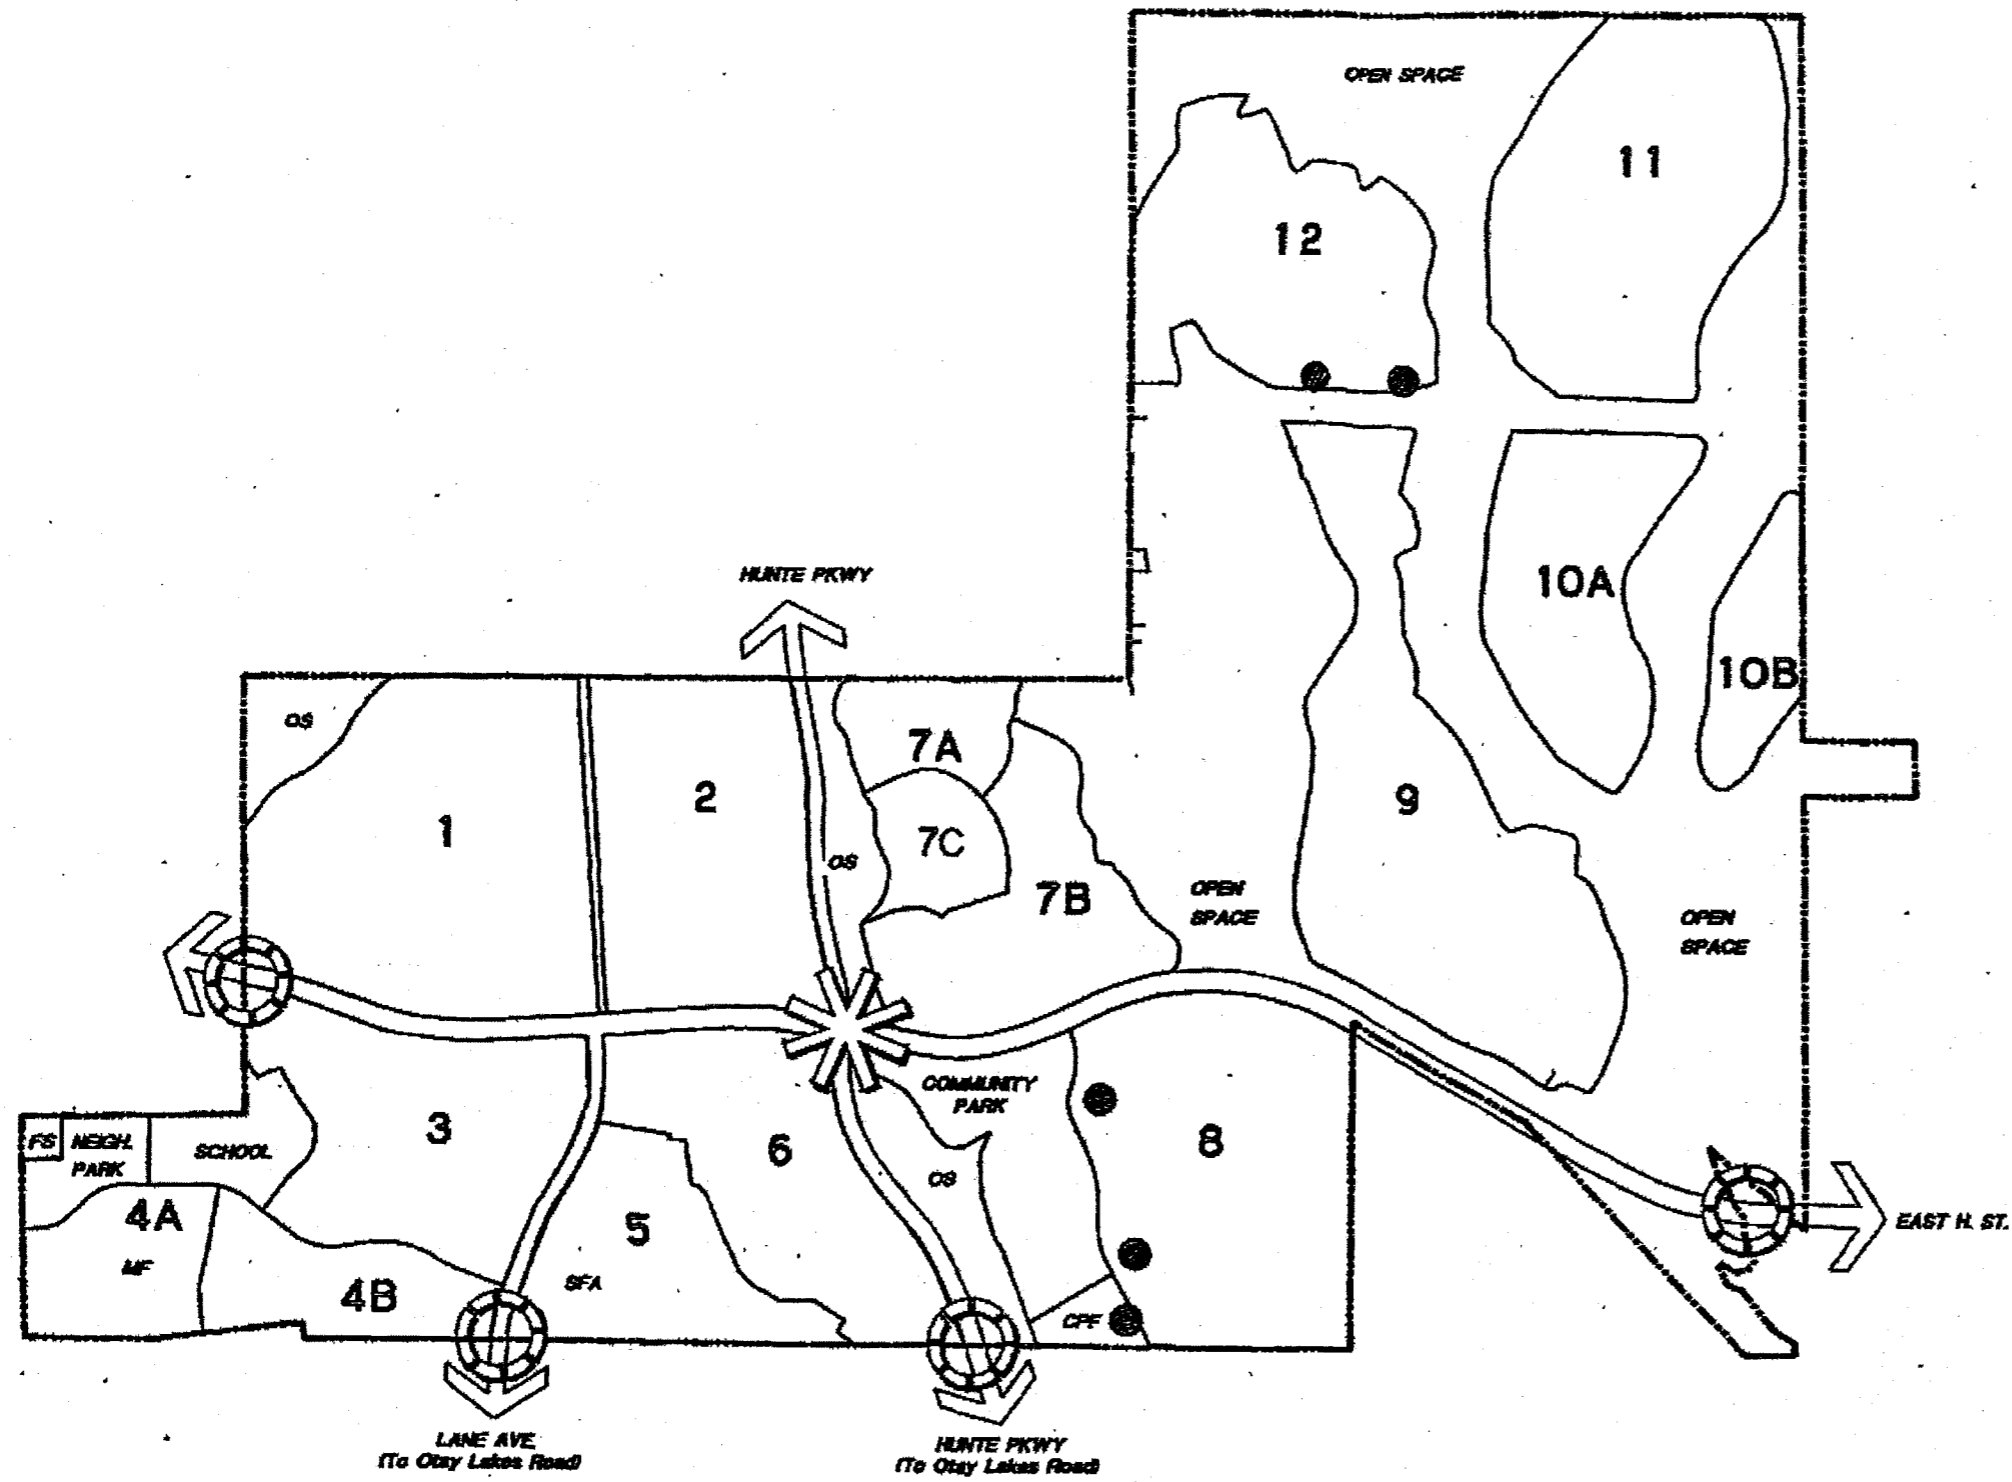 OPEN SPACE
11
12
HUNTE PKWY
10A
10B
OS
7A
2
9
1
7C
OS
7B
OPEN
SPACE
OPEN
SPACE
COMMUNITY
PARK
3
6
8
FS
NEIGH.
PARK
SCHOOL
OS
4A
5
EAST H. ST.
MF
4B
SFA
CPF
LANE AVE.
(To Otay Lakes Road)
HUNTE PKWY
(To Otay Lakes Road)